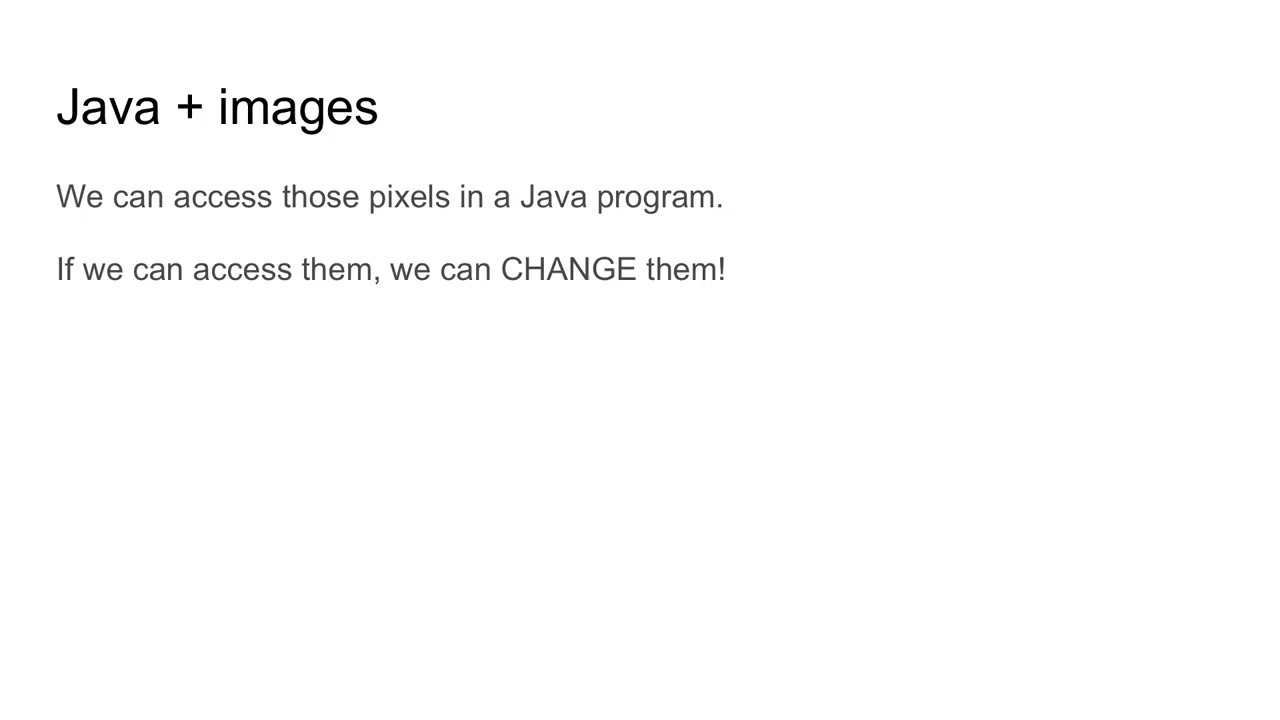 Java + images
We can access those pixels in a Java program.
If we can access them, we can CHANGE them!